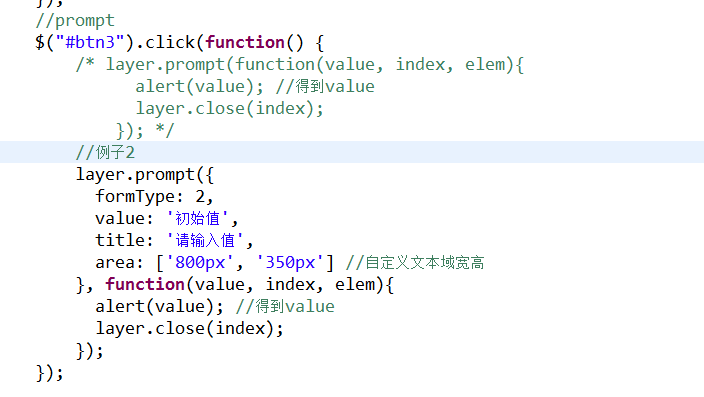 });
//prompt
$("#btn3").click(function() {
    /* layer.prompt(function(value, index, elem){
          alert(value); //得到value
          layer.close(index);
        }); */
    //例子2
    layer.prompt({
      formType: 2,
      value: '初始值',
      title: '请输入值',
      area: ['800px', '350px'] //自定义文本域宽高
    }, function(value, index, elem){
      alert(value); //得到value
      layer.close(index);
    });
});